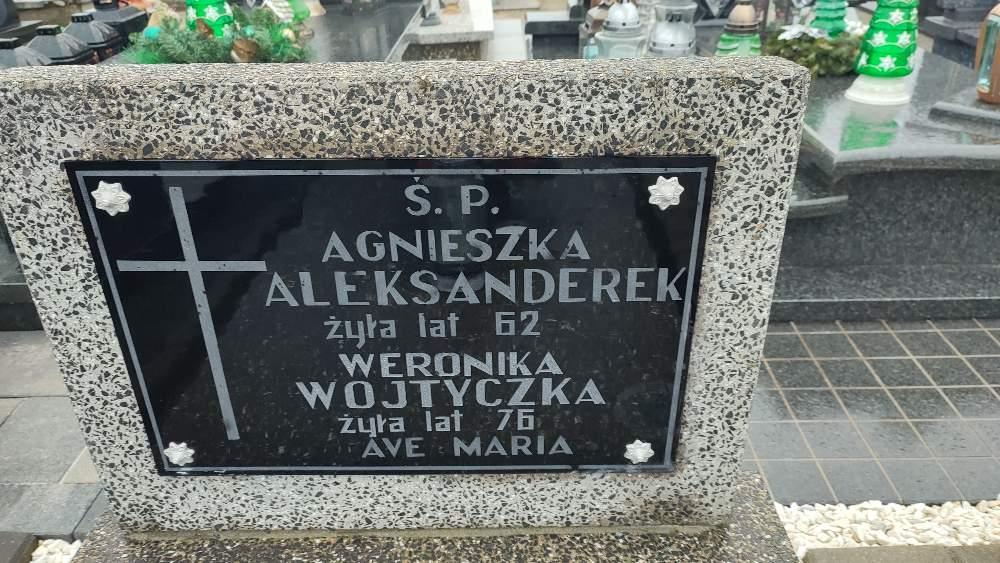 Ś. P.
AGNIESZKA
ALEKSANDEREK
żyła lat 62
WERONIKA
WOJTYCZKA
żyła lat 76
AVE MARIA